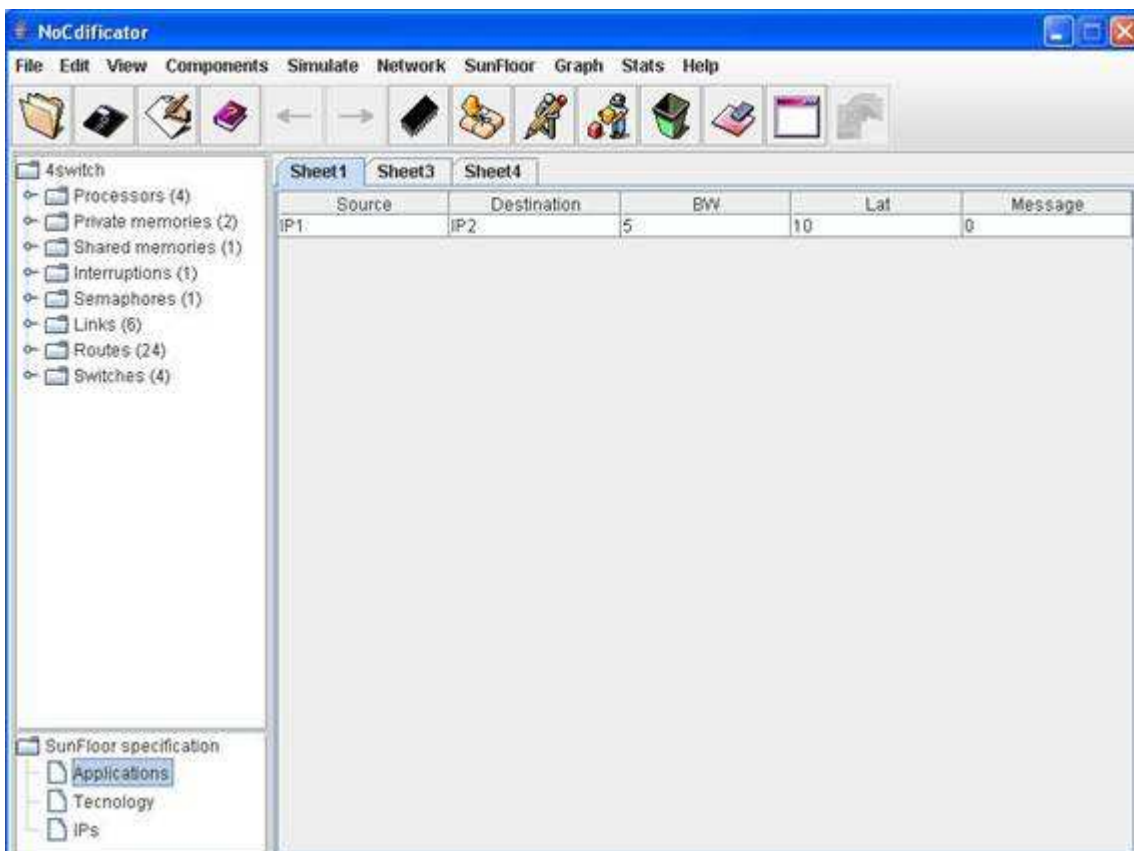 NoCdificator
File Edit View Components Simulate Network SunFloor Graph Stats Help
4switch
Processors (4)
Private memories (2)
Shared memories (1)
Interruptions (1)
Semaphores (1)
Links (6)
Routes (24)
Switches (4)
SunFloor specification
Applications
Tecnology
IPs
Sheet1 Sheet3 Sheet4
Source Destination BW Lat Message
IP1 IP2 5 10 0